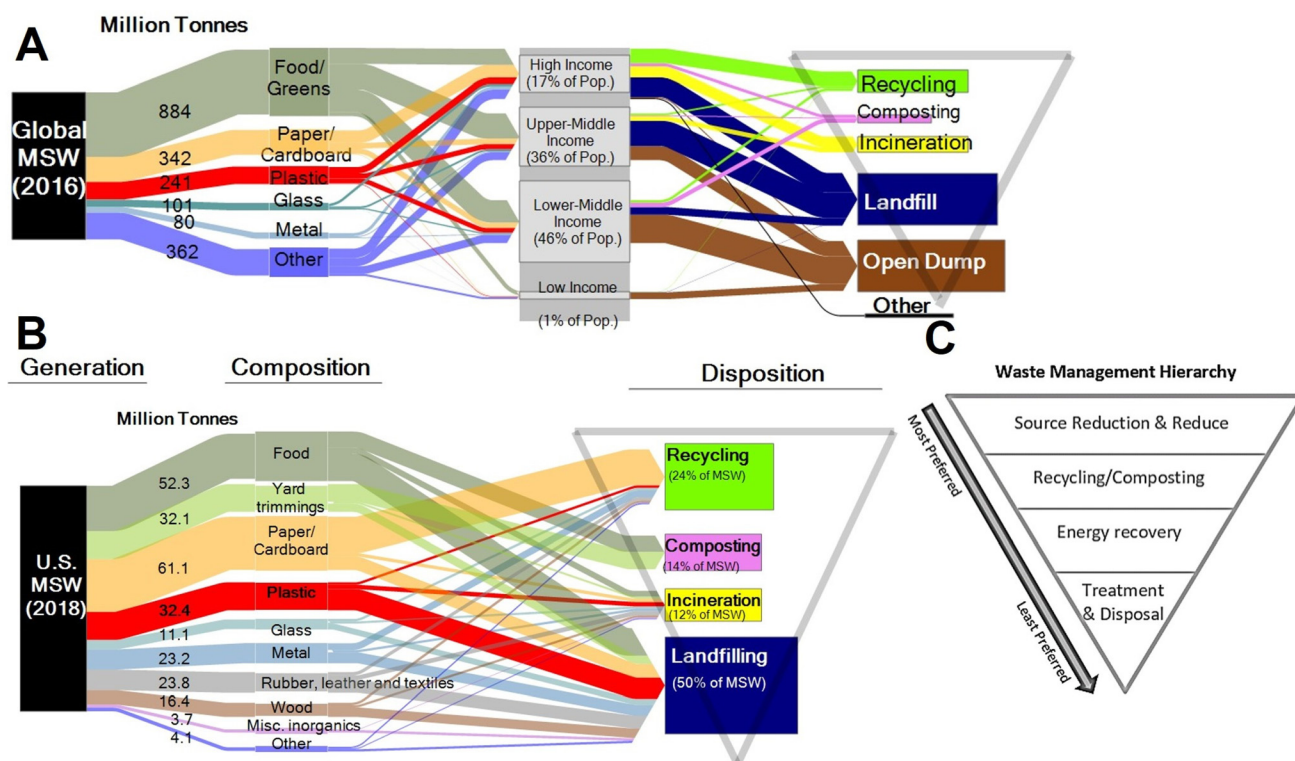 A
Million Tonnes
Global
MSW
(2016)
884
342
241
101
80
362
Food/
Greens
Paper/
Cardboard
Plastic
Glass
Metal
Other
High Income
(17% of Pop.)
Upper-Middle
Income
(36% of Pop.)
Lower-Middle
Income
(46% of Pop.)
Low Income
(1% of Pop.)
Recycling
Composting
Incineration
Landfill
Open Dump
Other
B
Generation
Composition
Disposition
Million Tonnes
U.S.
MSW
(2018)
52.3
32.1
61.1
32.4
11.1
23.2
23.8
16.4
3.7
4.1
Food
Yard
trimmings
Paper/
Cardboard
Plastic
Glass
Metal
Rubber, leather and textiles
Wood
Misc. inorganics
Other
Recycling
(24% of MSW)
Composting
(14% of MSW)
Incineration
(12% of MSW)
Landfilling
(50% of MSW)
C
Waste Management Hierarchy
Most Preferred
Least Preferred
Source Reduction & Reduce
Recycling/Composting
Energy recovery
Treatment
& Disposal